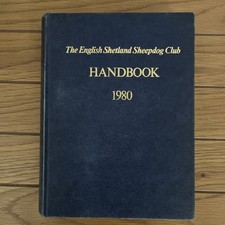 The English Shetland Sheepdog Club
HANDBOOK
1980